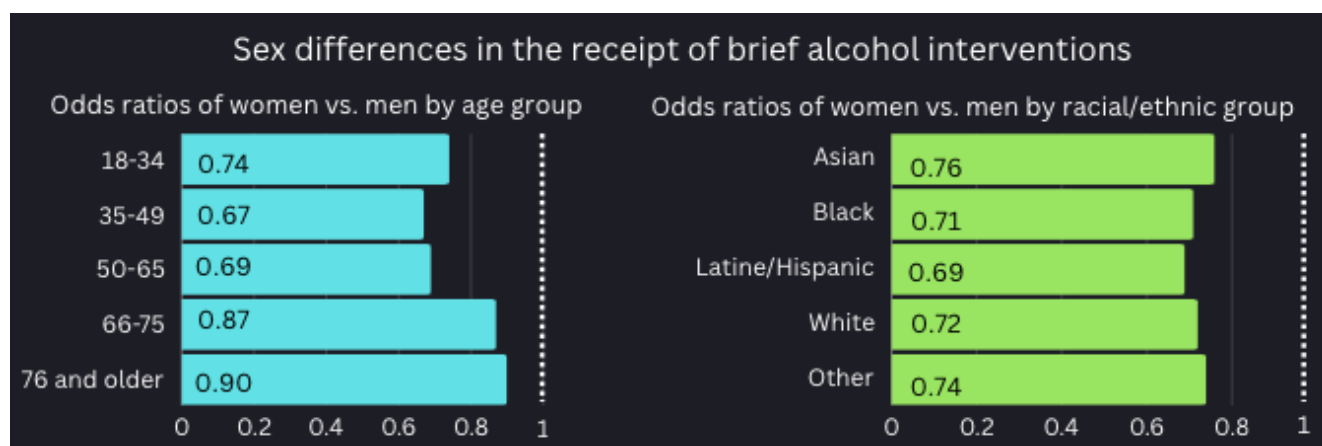 Sex differences in the receipt of brief alcohol interventions
Odds ratios of women vs. men by age group
18-34 0.74
35-49 0.67
50-65 0.69
66-75 0.87
76 and older 0.90
0 0.2 0.4 0.6 0.8 1
Odds ratios of women vs. men by racial/ethnic group
Asian 0.76
Black 0.71
Latine/Hispanic 0.69
White 0.72
Other 0.74
0 0.2 0.4 0.6 0.8 1